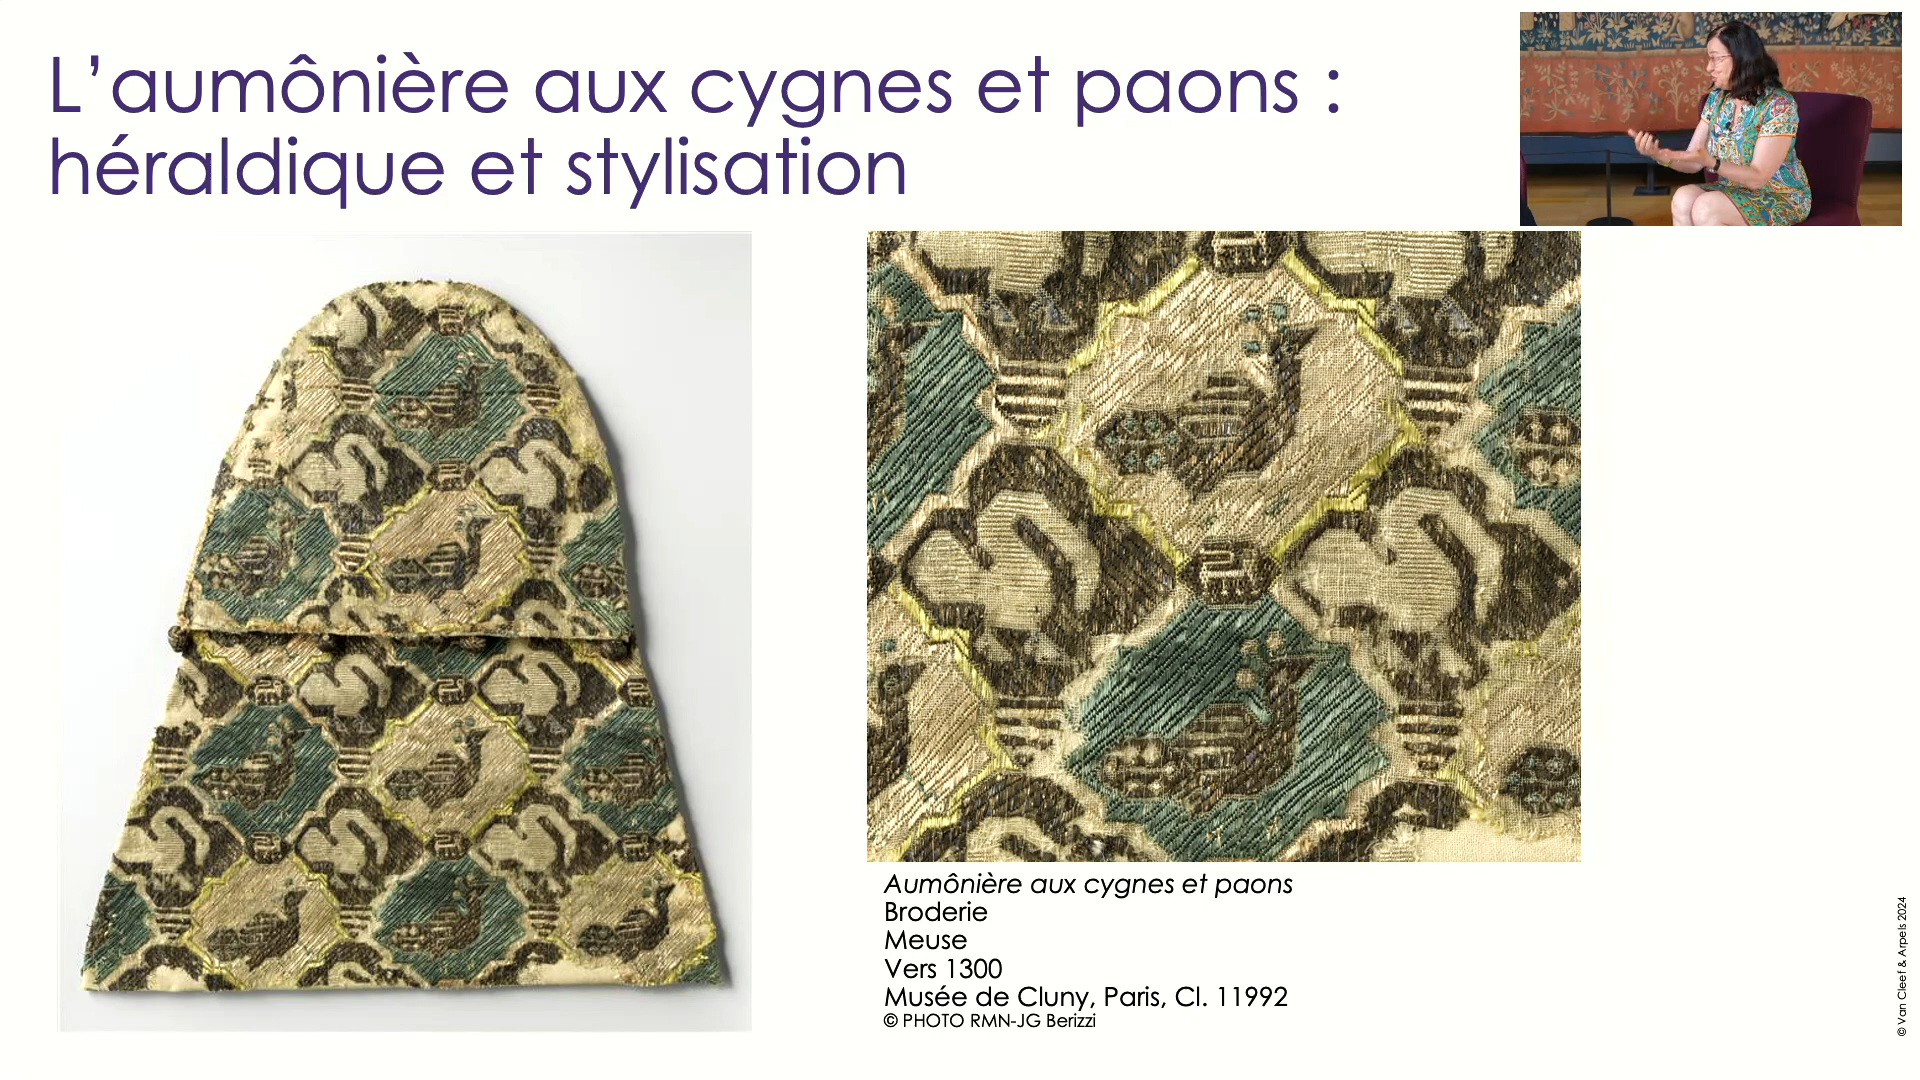 L’aumônière aux cygnes et paons :
héraldique et stylisation
Aumônière aux cygnes et paons
Broderie
Meuse
Vers 1300
Musée de Cluny, Paris, Cl. 11992
© PHOTO RMN-JG Berizzi
© Van Cleef & Arpels 2024